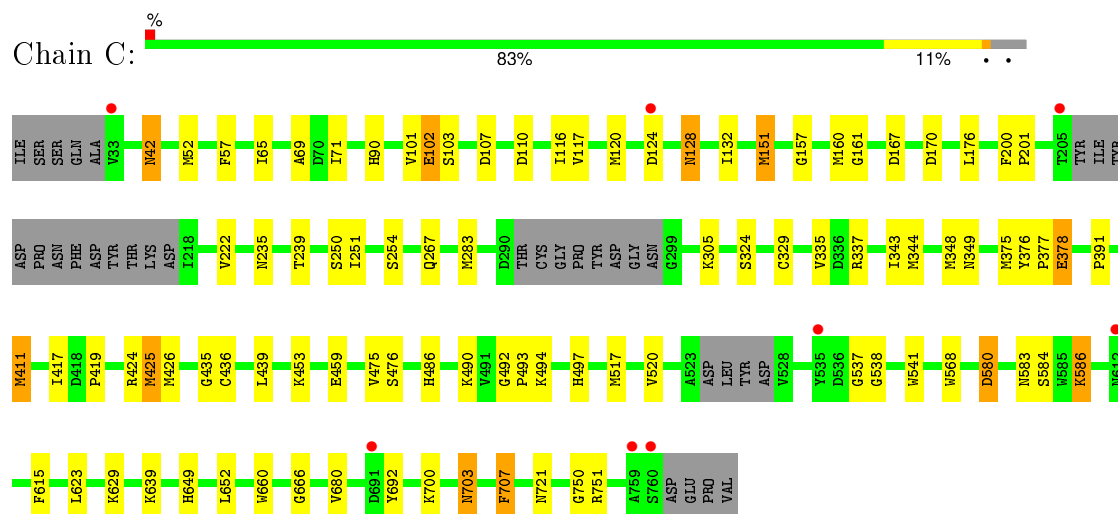 %
Chain C:
83% 11% • •
ILE SER SER GLN ALA V33 N42 M52 F57 I65 A69 D70 I71 H90 V101 E102 S103 D107 D110 I116 V117 M120 D124 N128 I132 M151 G157 M160 G161 D167 D170 L176 F200 P201 T205 TYR ILE TYR
ASP PRO ASN PHE ASP TYR THR LYS ASP I218 V222 N235 T239 S250 I251 S254 Q267 M283 D290 THR CYS GLY PRO TYR ASP GLY ASN G299 K305 S324 C329 V335 D336 R337 I343 M344 M348 N349 M375 Y376 P377 E378 P391
M411 I417 D418 P419 R424 M425 M426 G435 C436 L439 K453 E459 V475 S476 H486 K490 V491 G492 P493 K494 H497 M517 V520 A523 ASP LEU TYR ASP V528 Y535 D536 G537 G538 W541 W568 D580 N583 S584 W585 K586 N612
F615 L623 K629 K639 H649 L652 W660 G666 V680 D691 Y692 K700 N703 F707 N721 G750 R751 A759 S760 ASP GLU PRO VAL